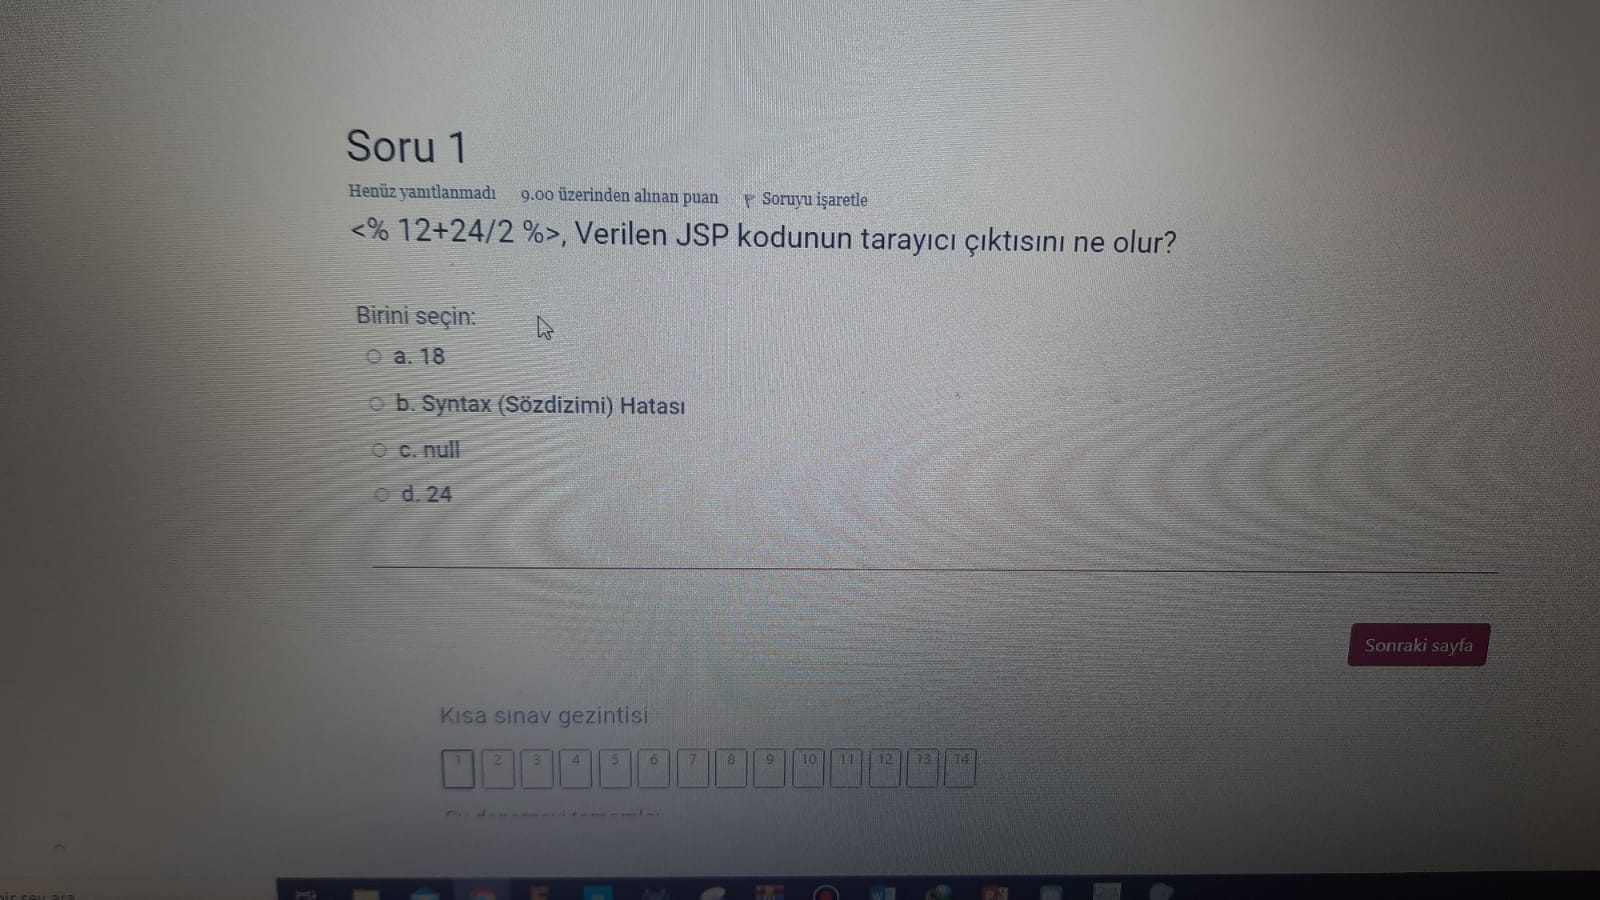 Soru 1
Henüz yanıtlanmadı 9.00 üzerinden alınan puan Soruyu işaretle
<% 12+24/2 %>, Verilen JSP kodunun tarayıcı çıktısını ne olur?
Birini seçin:
a. 18
b. Syntax (Sözdizimi) Hatası
c. null
d. 24
Sonraki sayfa
Kısa sınav gezintisi
1 2 3 4 5 6 7 8 9 10 11 12 13 14